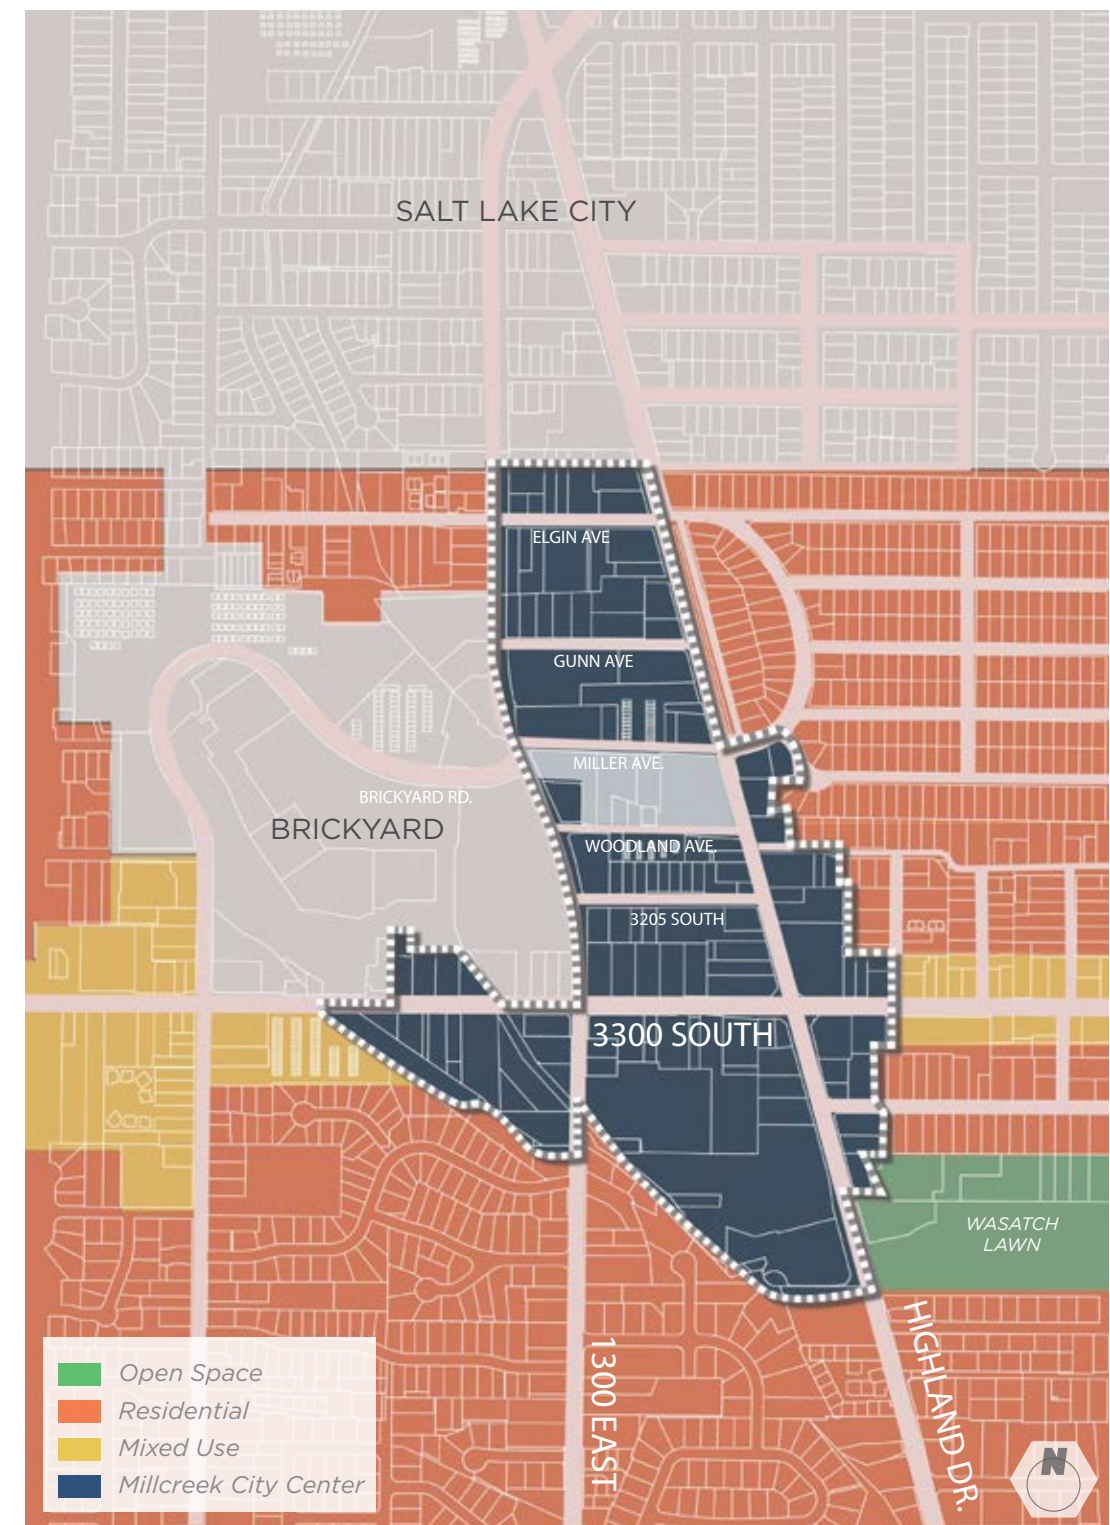 SALT LAKE CITY
ELGIN AVE
GUNN AVE
MILLER AVE.
BRICKYARD RD.
BRICKYARD
WOODLAND AVE.
3205 SOUTH
3300 SOUTH
WASATCH
LAWN
1300 EAST
HIGHLAND DR.
Open Space
Residential
Mixed Use
Millcreek City Center
N